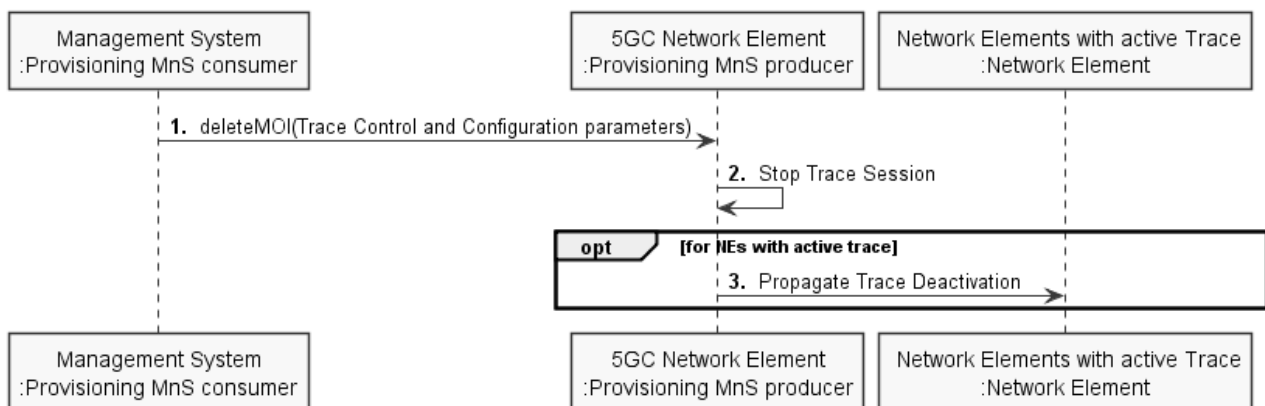 Management System
:Provisioning MnS consumer
5GC Network Element
:Provisioning MnS producer
Network Elements with active Trace
:Network Element
1. deleteMOI(Trace Control and Configuration parameters)
2. Stop Trace Session
opt [for NEs with active trace]
3. Propagate Trace Deactivation
Management System
:Provisioning MnS consumer
5GC Network Element
:Provisioning MnS producer
Network Elements with active Trace
:Network Element